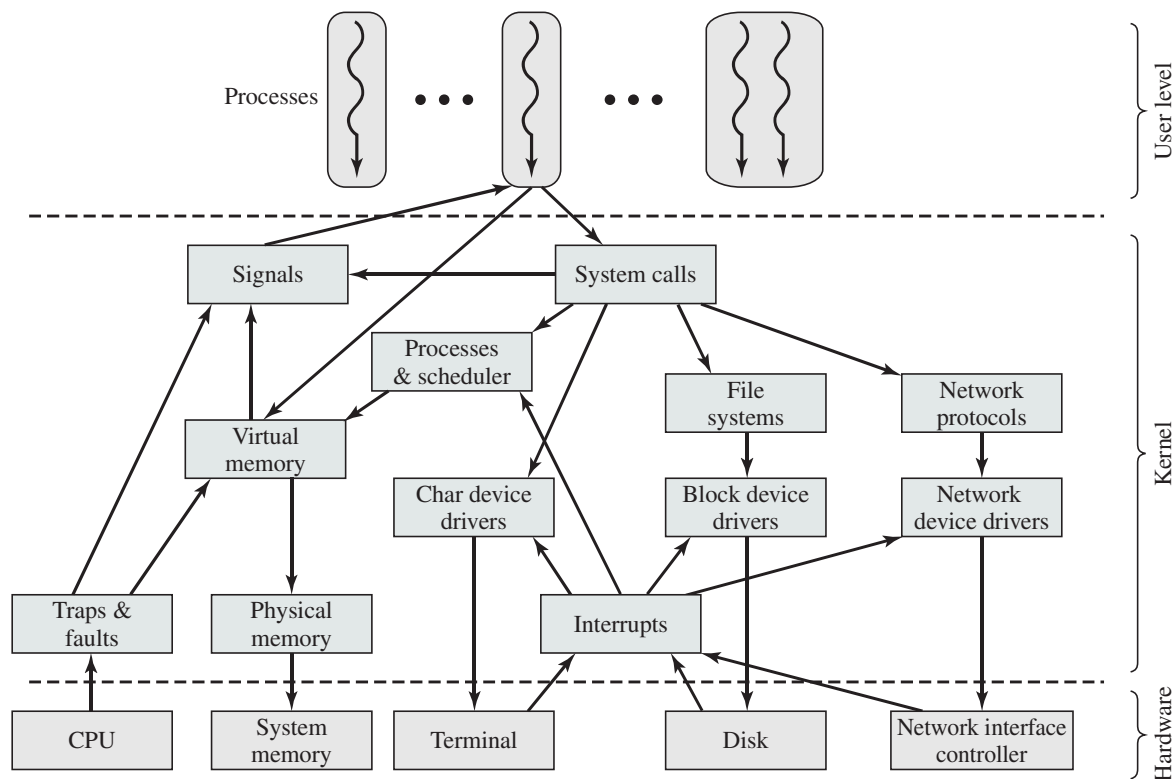 Processes
User level
Signals
System calls
Processes
& scheduler
File
systems
Network
protocols
Virtual
memory
Char device
drivers
Block device
drivers
Network
device drivers
Kernel
Traps &
faults
Physical
memory
Interrupts
CPU
System
memory
Terminal
Disk
Network interface
controller
Hardware